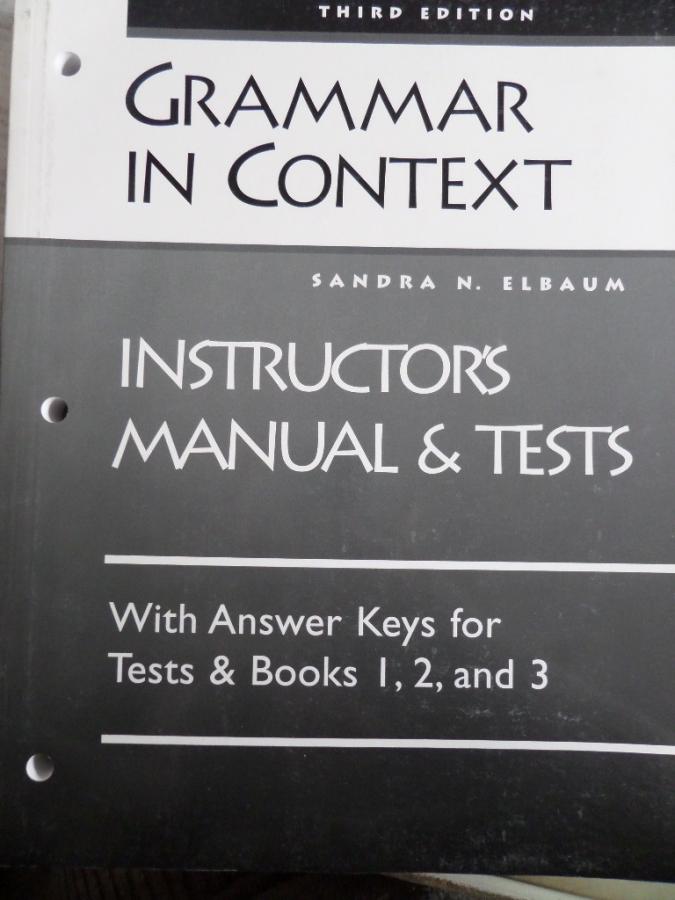 THIRD EDITION
GRAMMAR
IN CONTEXT
SANDRA N. ELBAUM
INSTRUCTOR'S
MANUAL & TESTS
With Answer Keys for
Tests & Books 1, 2, and 3